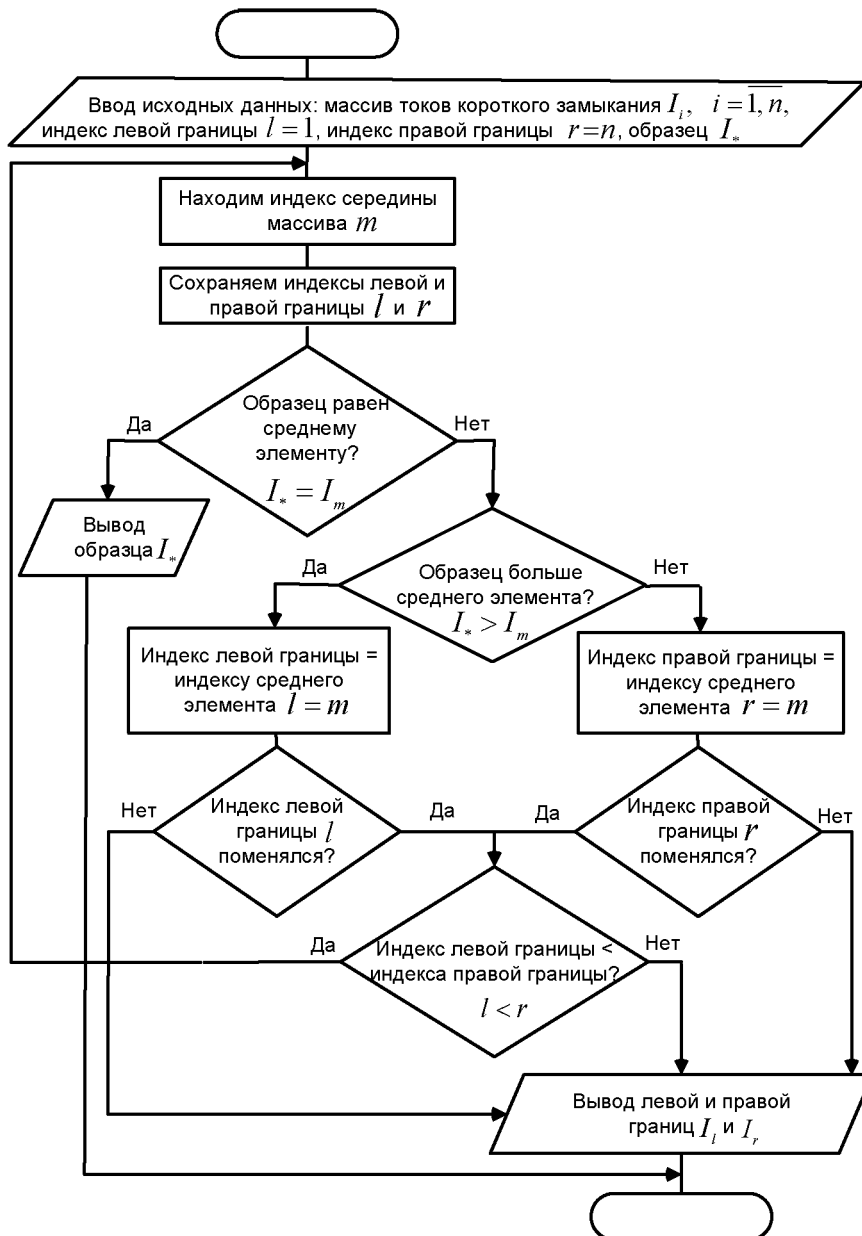 Ввод исходных данных: массив токов короткого замыкания I_i, i = \overline{1, n},
индекс левой границы l = 1, индекс правой границы r = n, образец I_*
Находим индекс середины
массива m
Сохраняем индексы левой и
правой границы l и r
Образец равен
среднему
элементу?
I_* = I_m
Да
Нет
Вывод
образца I_*
Образец больше
среднего элемента?
I_* > I_m
Да
Нет
Индекс левой границы =
индексу среднего
элемента l = m
Индекс правой границы =
индексу среднего
элемента r = m
Нет
Индекс левой
границы l
поменялся?
Да
Да
Индекс правой
границы r
поменялся?
Нет
Да
Индекс левой границы <
индекса правой границы?
l < r
Нет
Вывод левой и правой
границ I_l и I_r